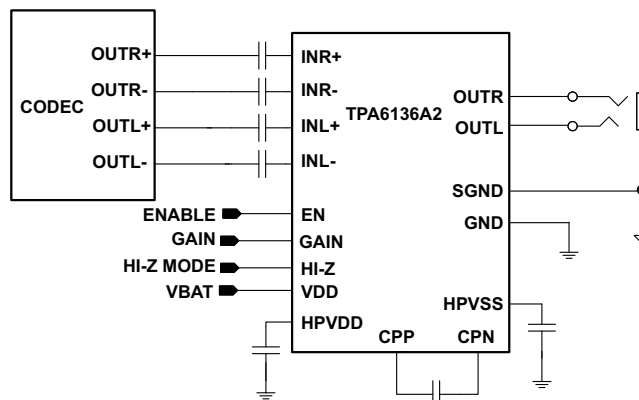 CODEC
OUTR+
OUTR-
OUTL+
OUTL-
INR+
INR-
INL+
INL-
TPA6136A2
OUTR
OUTL
SGND
GND
ENABLE
EN
GAIN
GAIN
HI-Z MODE
HI-Z
VBAT
VDD
HPVDD
HPVSS
CPP
CPN